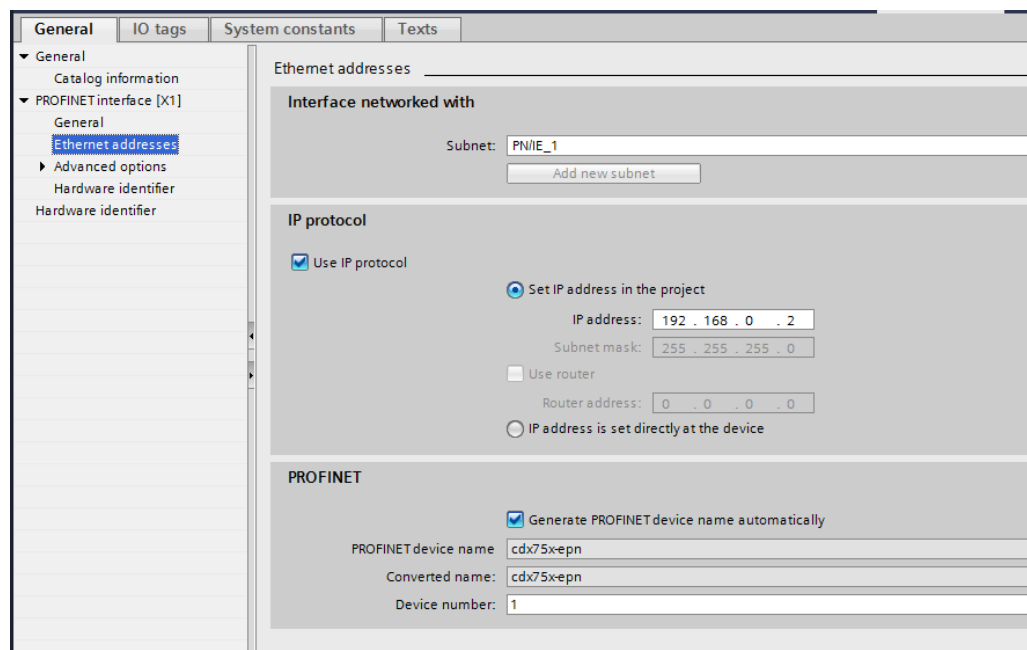 General IO tags System constants Texts
General
Catalog information
PROFINET interface [X1]
General
Ethernet addresses
Advanced options
Hardware identifier
Hardware identifier
Ethernet addresses
Interface networked with
Subnet: PN/IE_1
Add new subnet
IP protocol
Use IP protocol
Set IP address in the project
IP address: 192 . 168 . 0 . 2
Subnet mask: 255 . 255 . 255 . 0
Use router
Router address: 0 . 0 . 0 . 0
IP address is set directly at the device
PROFINET
Generate PROFINET device name automatically
PROFINET device name cdx75x-epn
Converted name: cdx75x-epn
Device number: 1